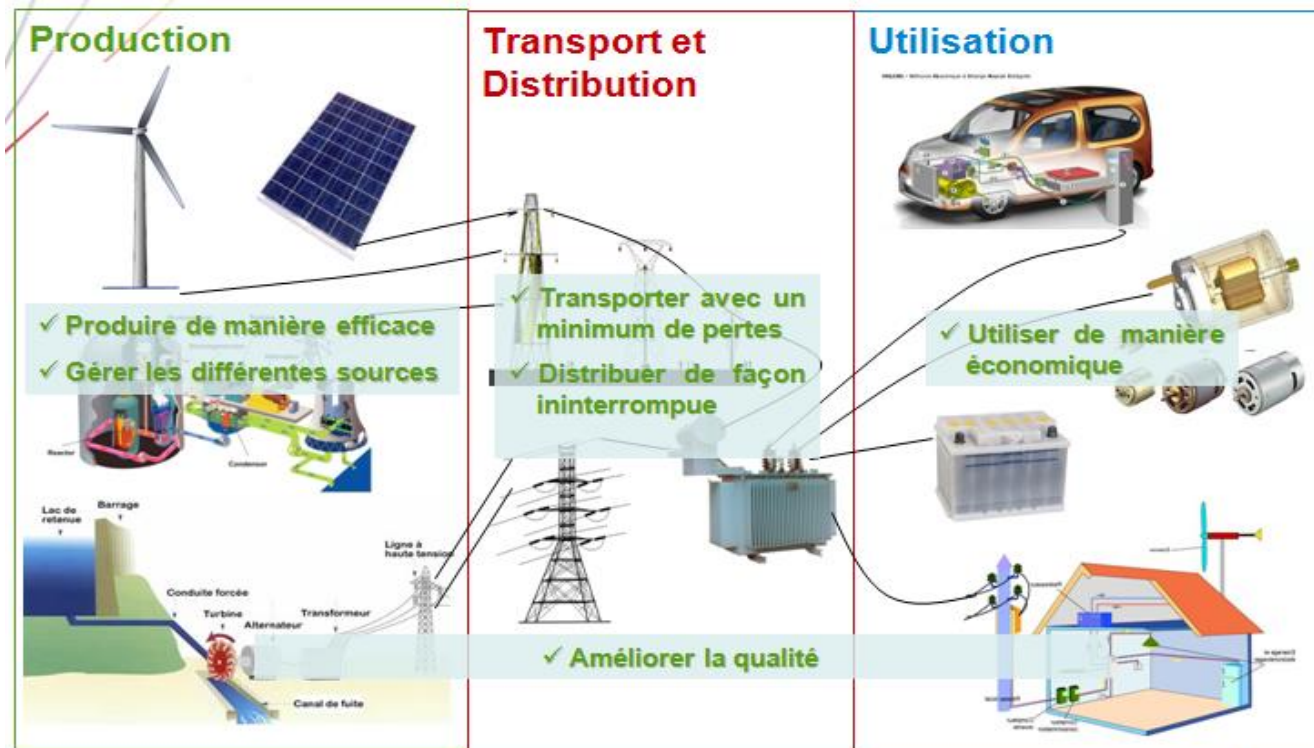 Production
Transport et
Distribution
Utilisation
✓ Produire de manière efficace
✓ Gérer les différentes sources
✓ Transporter avec un
minimum de pertes
✓ Distribuer de façon
ininterrompue
✓ Utiliser de manière
économique
Reactor
Condensor
Lac de
retenue
Barrage
Ligne à
haute tension
Conduite forcée
Turbine
Alternateur
Transformeur
Canal de fuite
✓ Améliorer la qualité